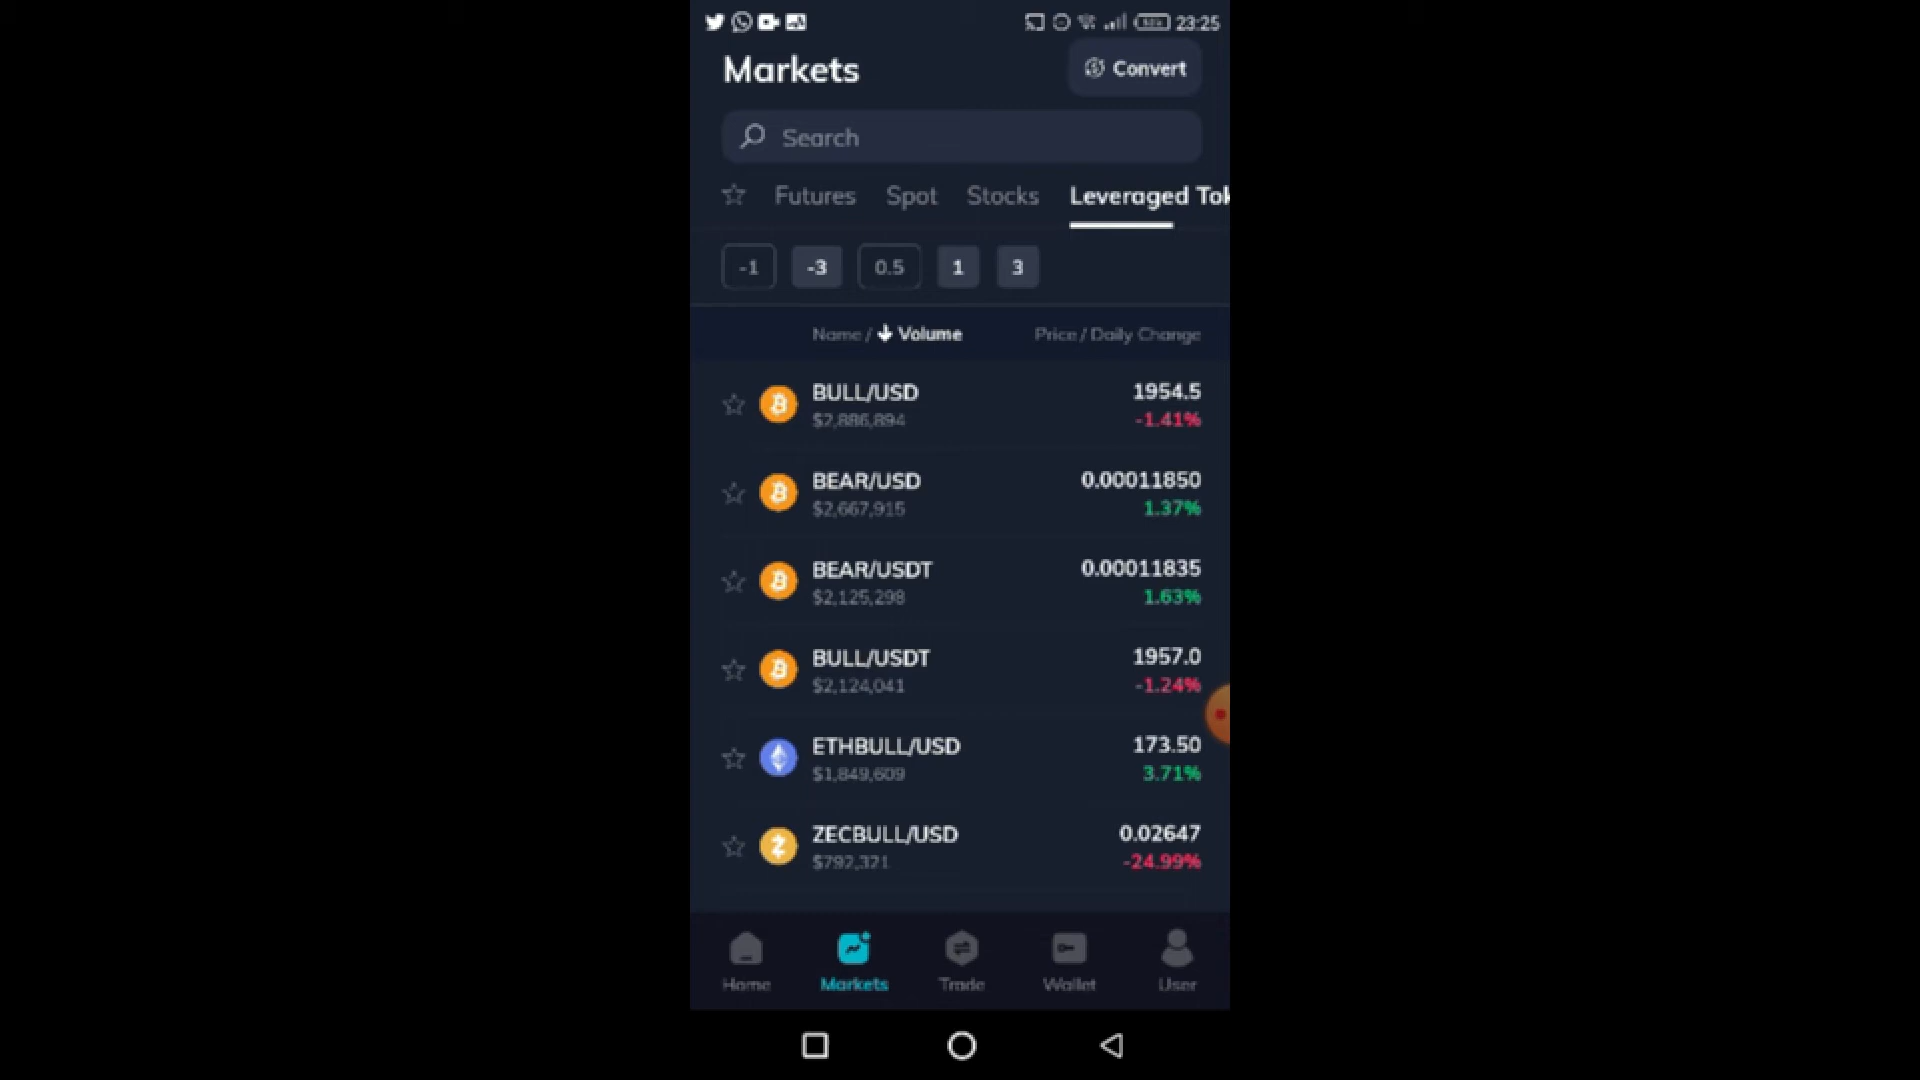 23:25
Markets
Convert
Search
Futures Spot Stocks Leveraged Tok
-1 -3 0.5 1 3
Name / Volume Price / Daily Change
BULL/USD 1954.5
$2,886,894 -1.41%
BEAR/USD 0.00011850
$2,667,915 1.37%
BEAR/USDT 0.00011835
$2,125,298 1.63%
BULL/USDT 1957.0
$2,124,041 -1.24%
ETHBULL/USD 173.50
$1,849,609 3.71%
ZECBULL/USD 0.02647
$792,321 -24.99%
Home Markets Trade Wallet User